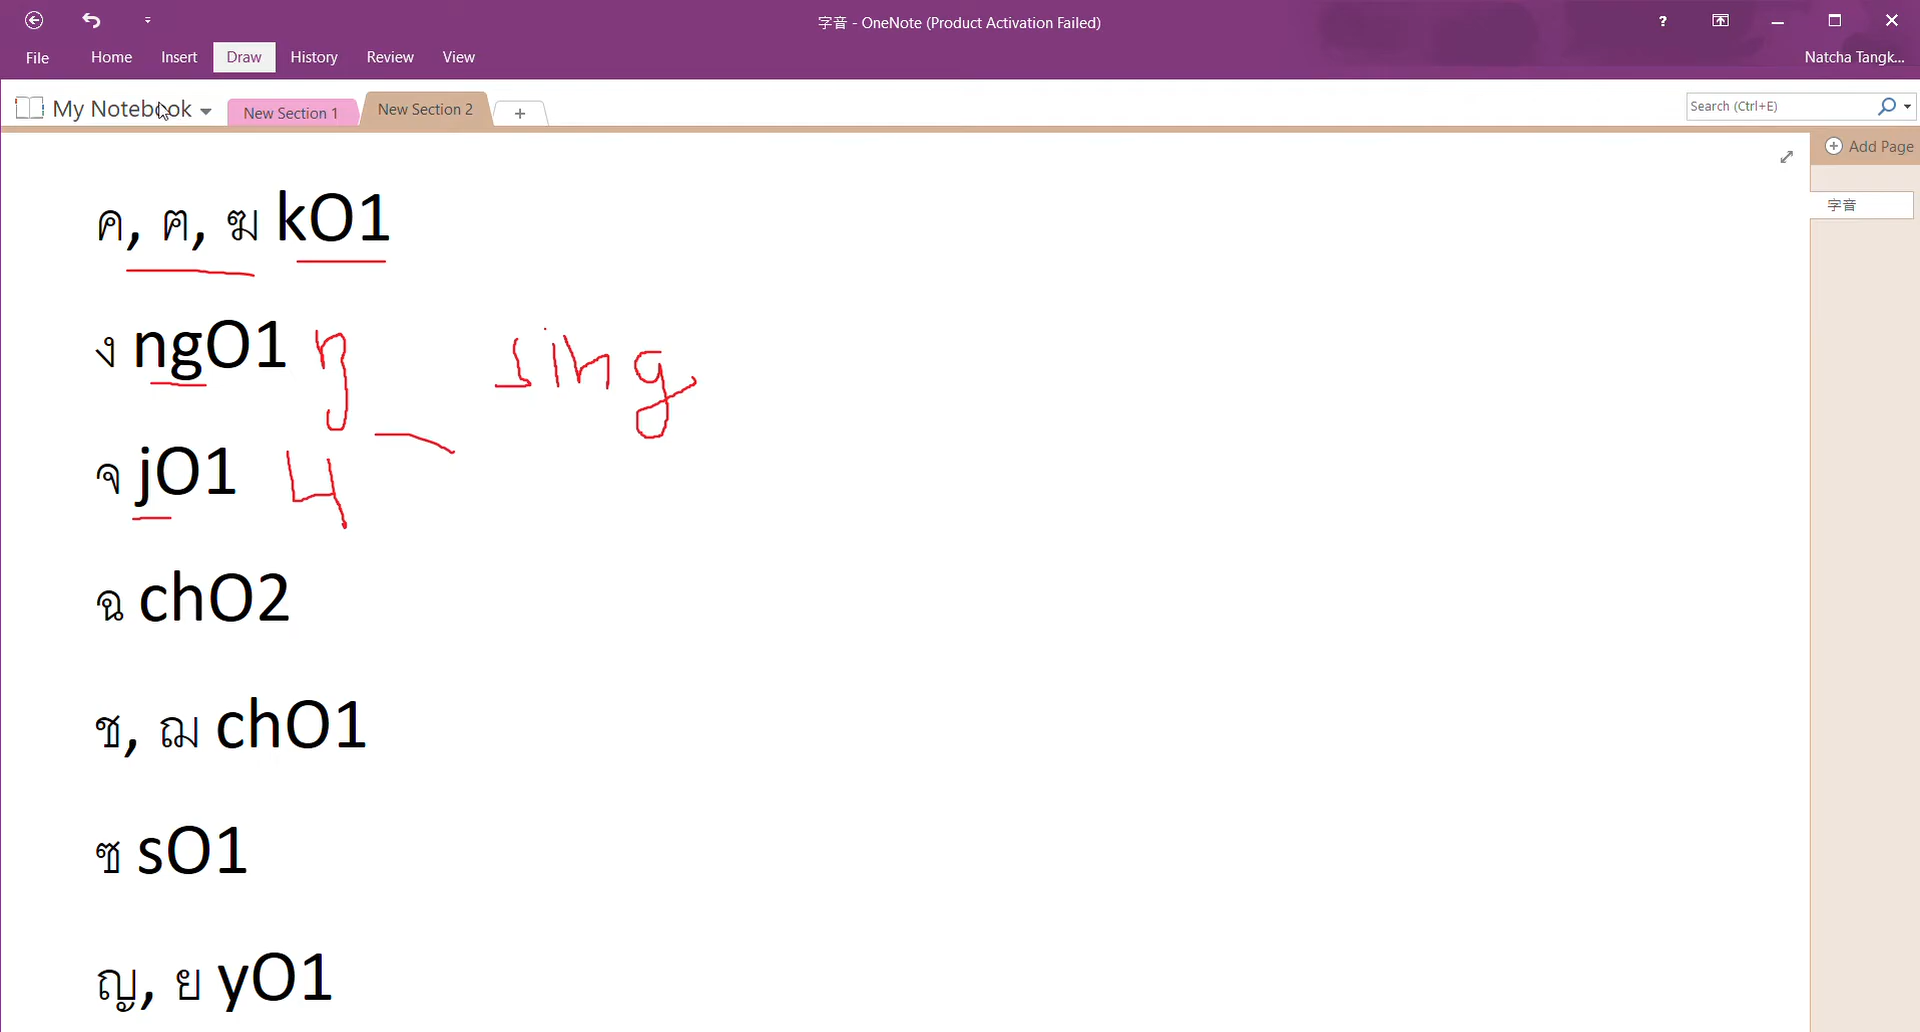 字音 - OneNote (Product Activation Failed)
?
File Home Insert Draw History Review View
Natcha Tangk...
My Notebook New Section 1 New Section 2 +
Search (Ctrl+E)
Add Page
字音
ค, ฅ, ฆ kO1
ง ngO1 ŋ sing
จ jO1 ч
ฉ chO2
ช, ฌ chO1
ซ sO1
ญ, ย yO1